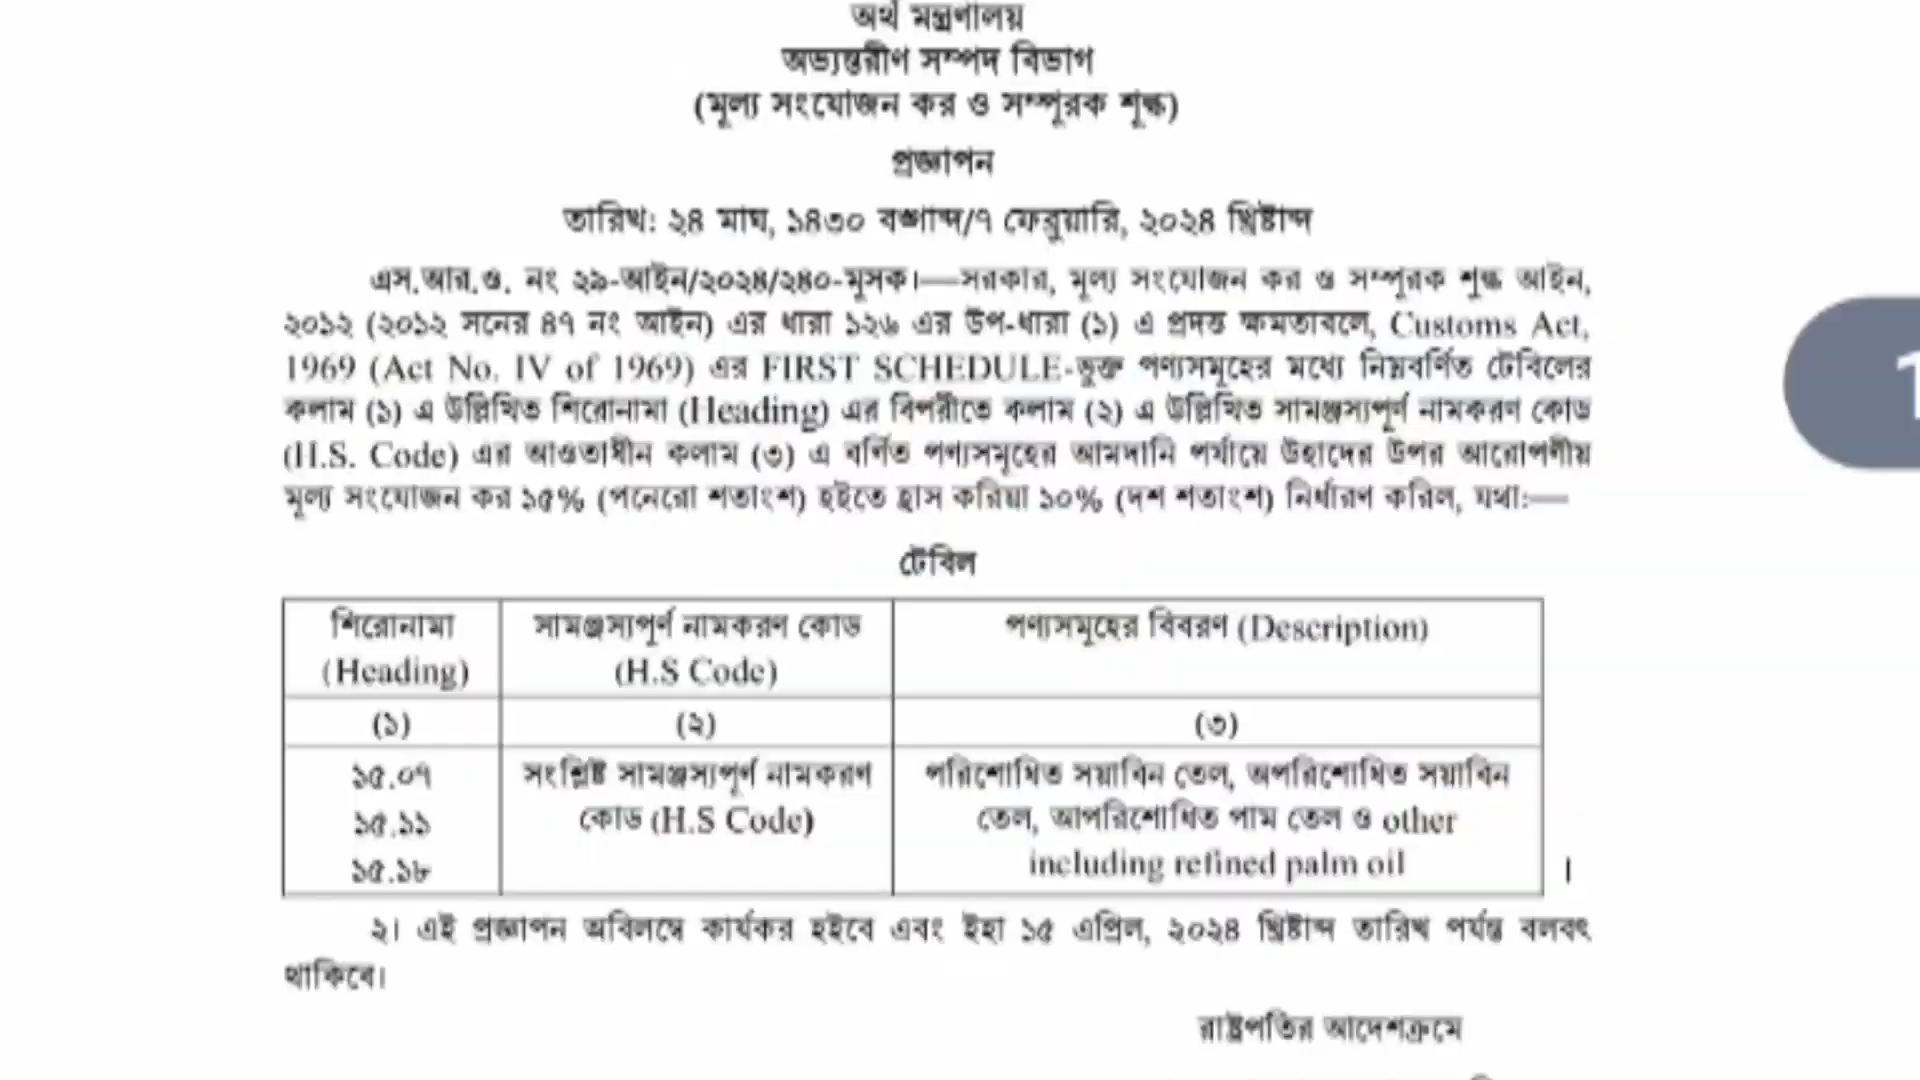 অর্থ মন্ত্রণালয়
অভ্যন্তরীণ সম্পদ বিভাগ
(মূল্য সংযোজন কর ও সম্পূরক শুল্ক)
প্রজ্ঞাপন
তারিখ: ২৪ মাঘ, ১৪৩০ বঙ্গাব্দ/৭ ফেব্রুয়ারি, ২০২৪ খ্রিষ্টাব্দ
এস.আর.ও. নং ২৯-আইন/২০২৪/২৪০-মূসক।—সরকার, মূল্য সংযোজন কর ও সম্পূরক শুল্ক আইন,
২০১২ (২০১২ সনের ৪৭ নং আইন) এর ধারা ১২৬ এর উপ-ধারা (১) এ প্রদত্ত ক্ষমতাবলে, Customs Act,
1969 (Act No. IV of 1969) এর FIRST SCHEDULE-ভুক্ত পণ্যসমূহের মধ্যে নিম্নবর্ণিত টেবিলের
কলাম (১) এ উল্লিখিত শিরোনামা (Heading) এর বিপরীতে কলাম (২) এ উল্লিখিত সামঞ্জস্যপূর্ণ নামকরণ কোড
(H.S. Code) এর আওতাধীন কলাম (৩) এ বর্ণিত পণ্যসমূহের আমদানি পর্যায়ে উহাদের উপর আরোপণীয়
মূল্য সংযোজন কর ১৫% (পনেরো শতাংশ) হইতে হ্রাস করিয়া ১০% (দশ শতাংশ) নির্ধারণ করিল, যথা:—
টেবিল
শিরোনামা
(Heading)
সামঞ্জস্যপূর্ণ নামকরণ কোড
(H.S Code)
পণ্যসমূহের বিবরণ (Description)
(১)
(২)
(৩)
১৫.০৭
১৫.১১
১৫.১৮
সংশ্লিষ্ট সামঞ্জস্যপূর্ণ নামকরণ
কোড (H.S Code)
পরিশোধিত সয়াবিন তেল, অপরিশোধিত সয়াবিন
তেল, আপরিশোধিত পাম তেল ও other
including refined palm oil
।
২। এই প্রজ্ঞাপন অবিলম্বে কার্যকর হইবে এবং ইহা ১৫ এপ্রিল, ২০২৪ খ্রিষ্টাব্দ তারিখ পর্যন্ত বলবৎ
থাকিবে।
রাষ্ট্রপতির আদেশক্রমে